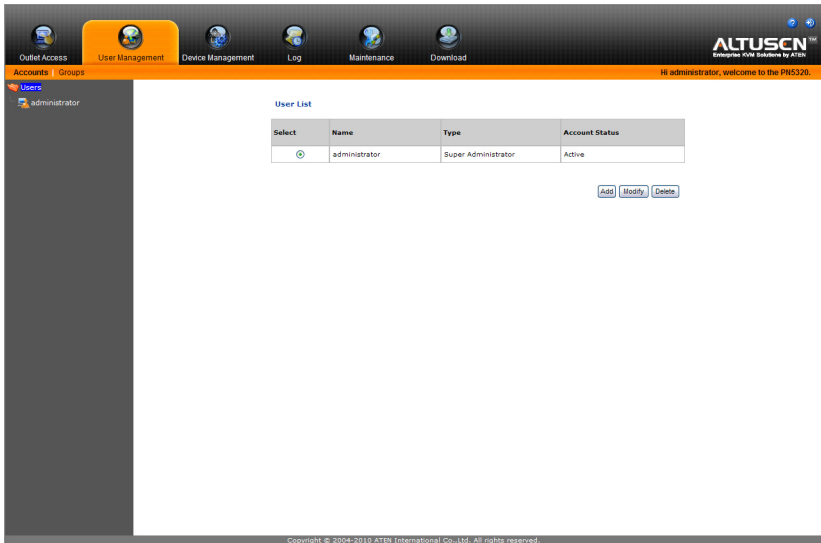 Outlet Access
User Management
Device Management
Log
Maintenance
Download
ALTUSEN™
Enterprise KVM Solutions by ATEN
Accounts | Groups
Hi administrator, welcome to the PN5320.
Users
administrator
User List
Select Name Type Account Status
administrator Super Administrator Active
Add Modify Delete
Copyright © 2004-2010 ATEN International Co.,Ltd. All rights reserved.